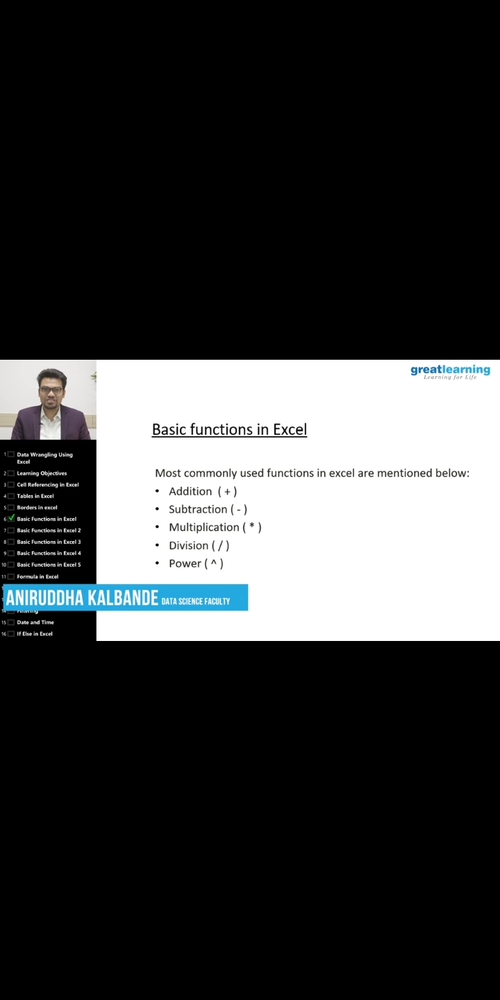 greatlearning
Learning for Life
Basic functions in Excel
Most commonly used functions in excel are mentioned below:
• Addition ( + )
• Subtraction ( - )
• Multiplication ( * )
• Division ( / )
• Power ( ^ )
1 Data Wrangling Using
Excel
2 Learning Objectives
3 Cell Referencing in Excel
4 Tables in Excel
5 Borders in excel
6 Basic Functions in Excel
7 Basic Functions in Excel 2
8 Basic Functions in Excel 3
9 Basic Functions in Excel 4
10 Basic Functions in Excel 5
11 Formula in Excel
ANIRUDDHA KALBANDE DATA SCIENCE FACULTY
14 Filtering
15 Date and Time
16 If Else in Excel